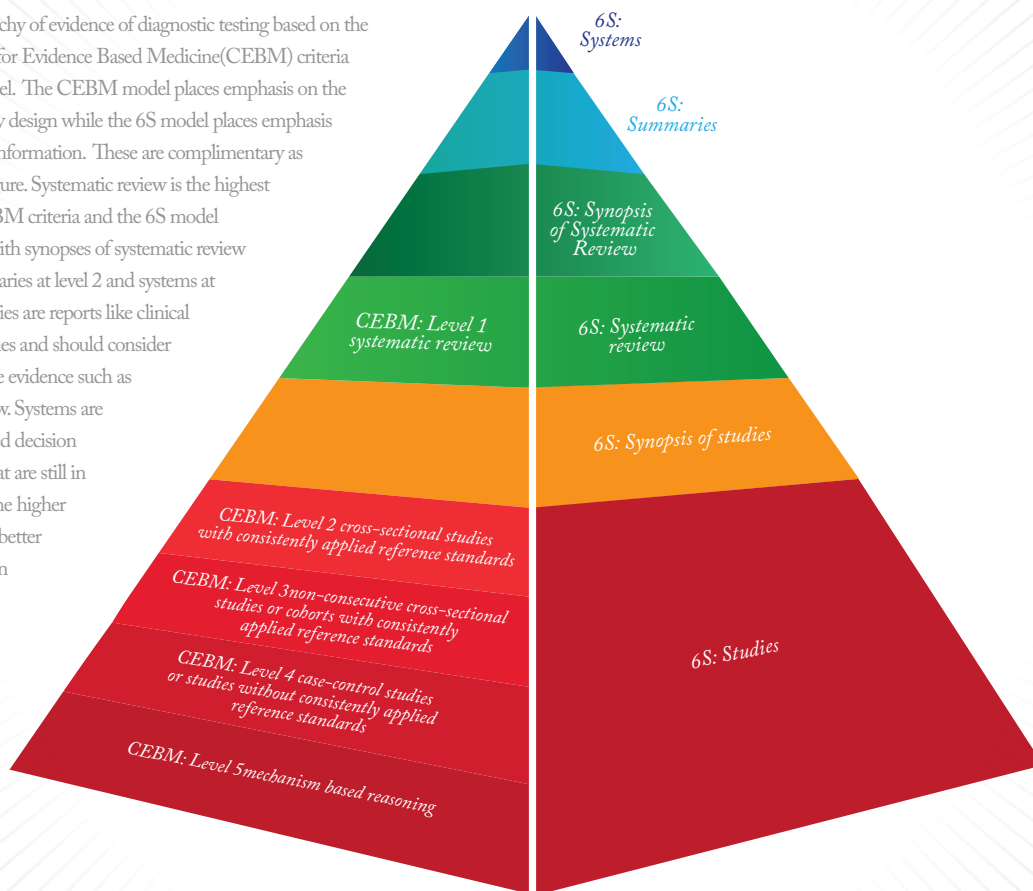 chy of evidence of diagnostic testing based on the
for Evidence Based Medicine(CEBM) criteria
el. The CEBM model places emphasis on the
y design while the 6S model places emphasis
nformation. These are complimentary as
ure. Systematic review is the highest
BM criteria and the 6S model
ith synopses of systematic review
aries at level 2 and systems at
ies are reports like clinical
nes and should consider
e evidence such as
w. Systems are
ed decision
at are still in
he higher
better
n
6S:
Systems
6S:
Summaries
6S: Synopsis
of Systematic
Review
CEBM: Level 1
systematic review
6S: Systematic
review
6S: Synopsis of studies
CEBM: Level 2 cross-sectional studies
with consistently applied reference standards
CEBM: Level 3non-consecutive cross-sectional
studies or cohorts with consistently
applied reference standards
CEBM: Level 4 case-control studies
or studies without consistently applied
reference standards
CEBM: Level 5mechanism based reasoning
6S: Studies